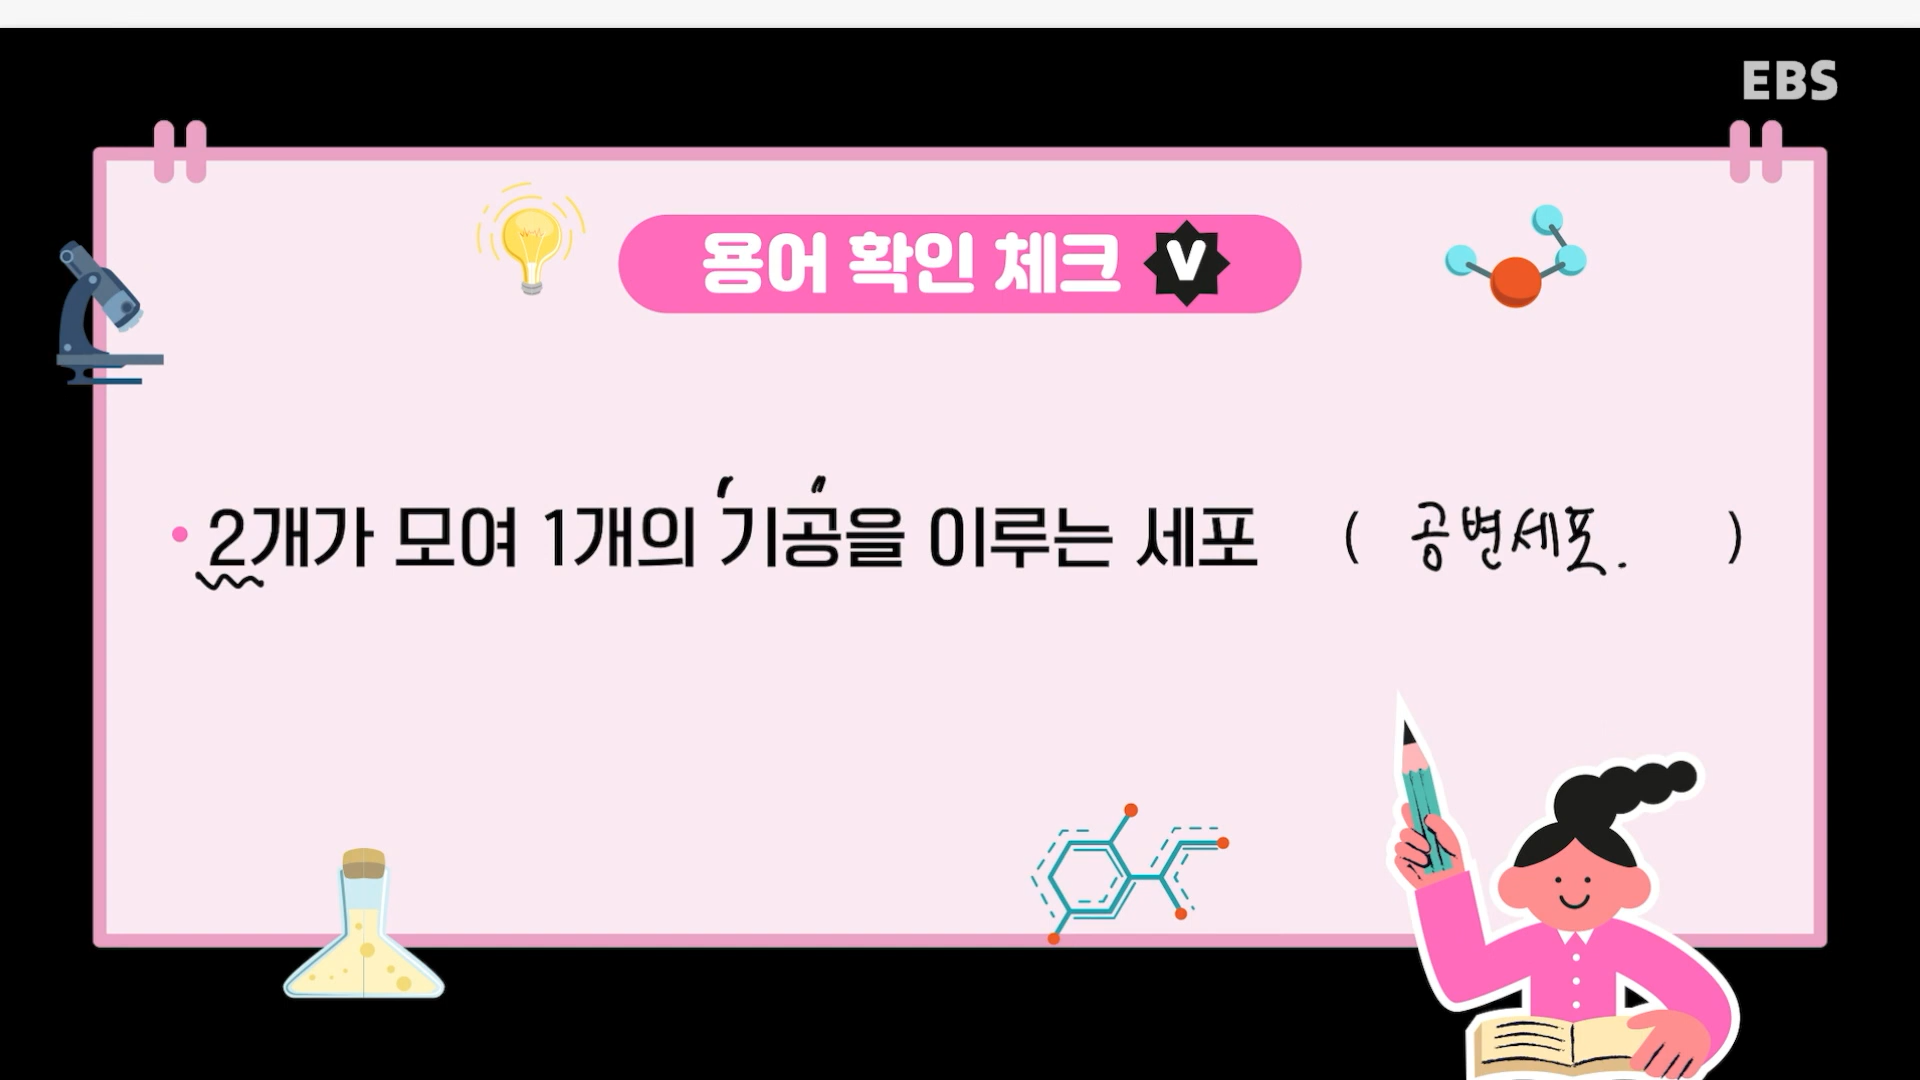 EBS
용어 확인 체크 V
• 2개가 모여 1개의 "기공"을 이루는 세포 ( 공변세포. )